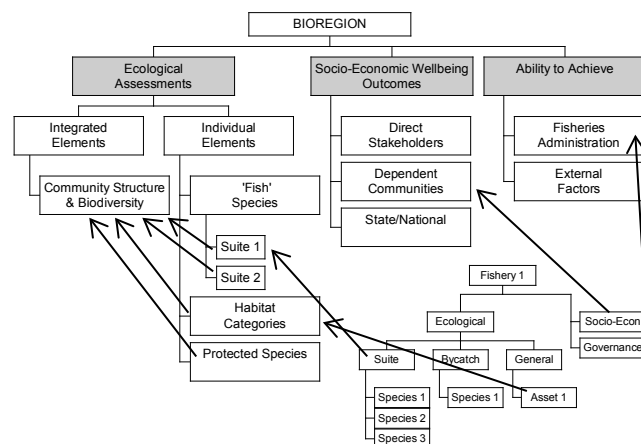 BIOREGION
Ecological
Assessments
Socio-Economic Wellbeing
Outcomes
Ability to Achieve
Integrated
Elements
Individual
Elements
Direct
Stakeholders
Fisheries
Administration
Community Structure
& Biodiversity
'Fish'
Species
Dependent
Communities
External
Factors
State/National
Suite 1
Suite 2
Habitat
Categories
Protected Species
Fishery 1
Ecological
Socio-Econ
Governance
Suite
Bycatch
General
Species 1
Species 2
Species 3
Species 1
Asset 1